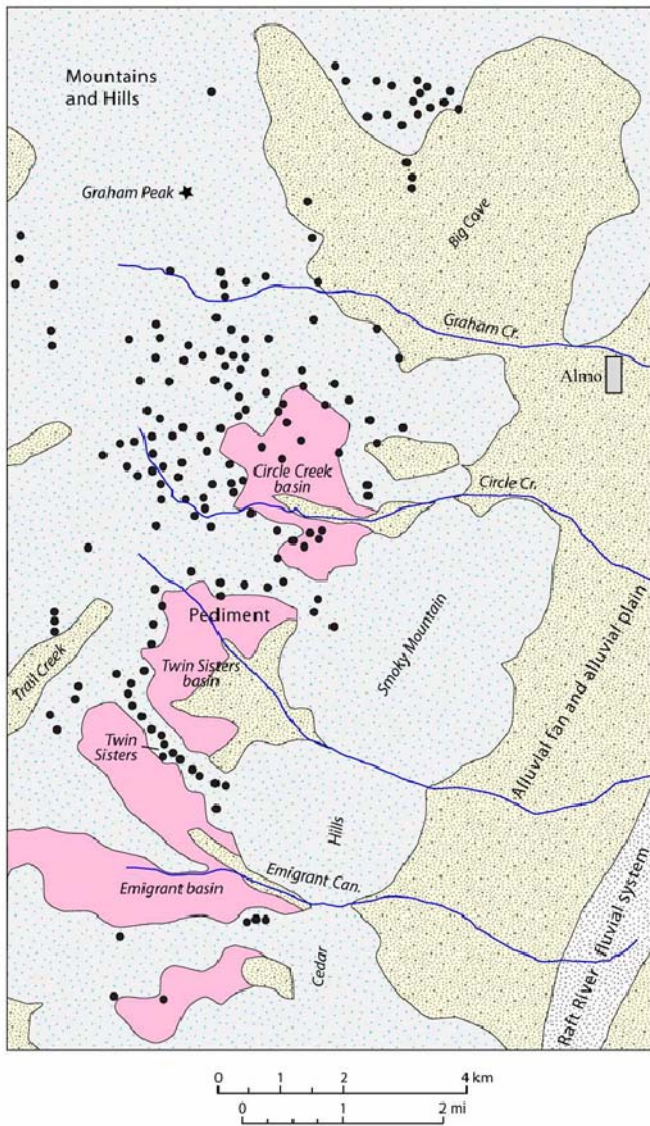 Mountains
and Hills
Graham Peak
Big Cove
Graham Cr.
Almo
Circle Creek
basin
Circle Cr.
Pediment
Smoky Mountain
Twin Sisters
basin
Trail Creek
Alluvial fan and alluvial plain
Twin
Sisters
Hills
Emigrant Can.
Emigrant basin
Cedar
Raft River fluvial system
0 1 2 4 km
0 1 2 mi